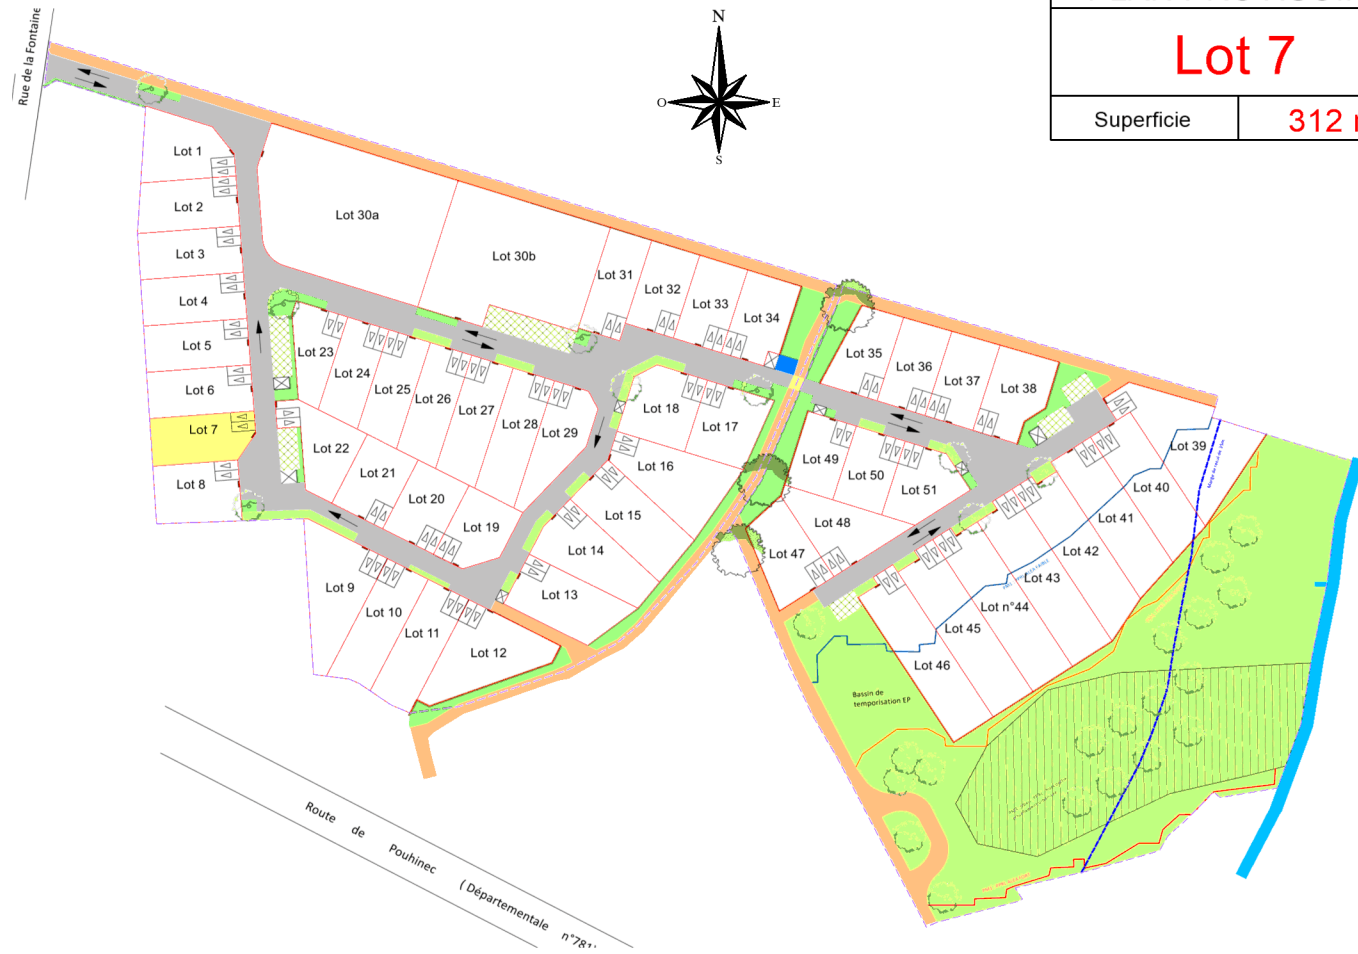 Rue de la Fontaine
N
O
E
S
Lot 7
Superficie
312
Lot 1
Lot 2
Lot 3
Lot 4
Lot 5
Lot 6
Lot 7
Lot 8
Lot 30a
Lot 30b
Lot 31
Lot 32
Lot 33
Lot 34
Lot 35
Lot 36
Lot 37
Lot 38
Lot 39
Lot 40
Lot 41
Lot 42
Lot 43
Lot n°44
Lot 45
Lot 46
Lot 23
Lot 24
Lot 25
Lot 26
Lot 27
Lot 28
Lot 29
Lot 18
Lot 17
Lot 16
Lot 15
Lot 14
Lot 13
Lot 22
Lot 21
Lot 20
Lot 19
Lot 49
Lot 50
Lot 51
Lot 48
Lot 47
Lot 9
Lot 10
Lot 11
Lot 12
Bassin de
temporisation EP
Route de Pouhinec (Départementale n°781